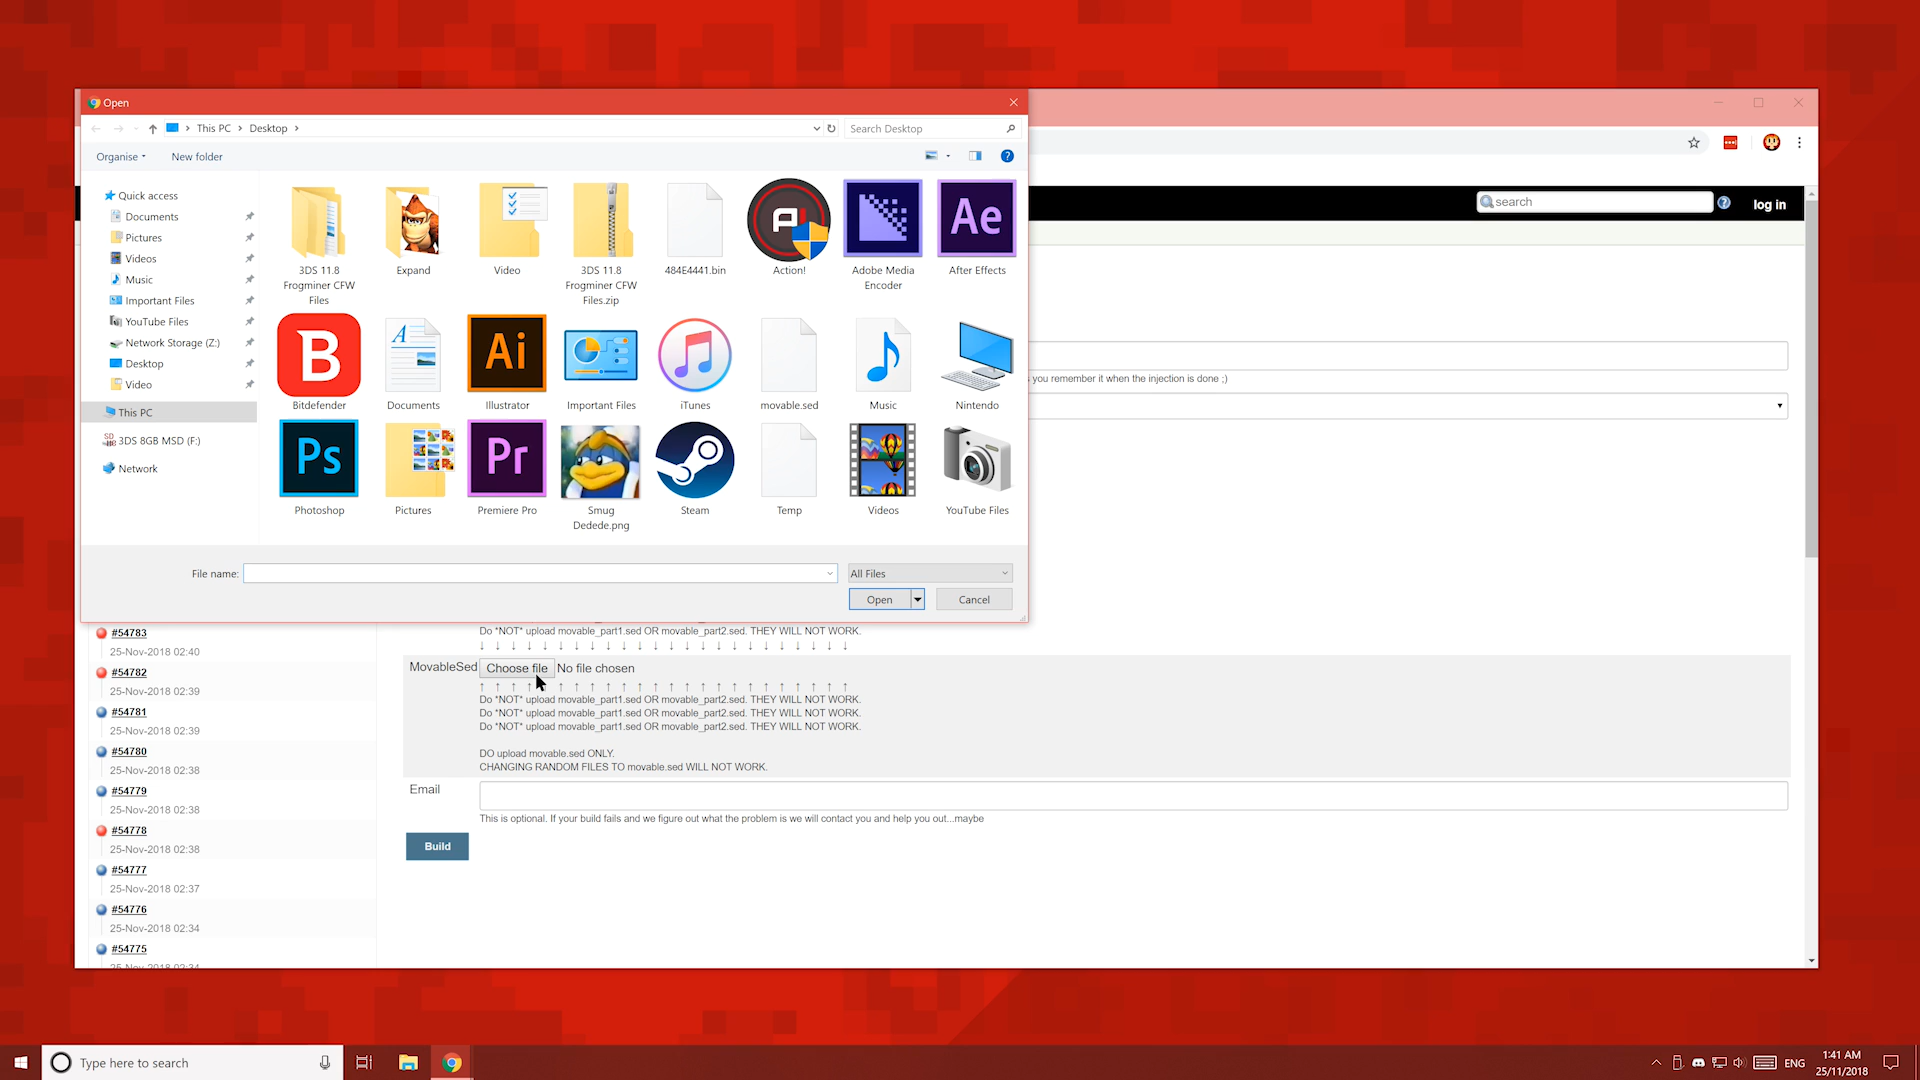 Open
This PC
Desktop
Search Desktop
Organise
New folder
Quick access
Documents
Pictures
Videos
Music
Important Files
YouTube Files
Network Storage (Z:)
Desktop
Video
This PC
3DS 8GB MSD (F:)
Network
3DS 11.8
Frogminer CFW
Files
Expand
Video
3DS 11.8
Frogminer CFW
Files.zip
484E4441.bin
Action!
Adobe Media
Encoder
Ae
After Effects
B
Bitdefender
Documents
Ai
Illustrator
Important Files
iTunes
movable.sed
Music
Nintendo
Ps
Photoshop
Pictures
Pr
Premiere Pro
Smug
Dedede.png
Steam
Temp
Videos
YouTube Files
File name:
All Files
Open
Cancel
search
log in
you remember it when the injection is done ;)
#54783
25-Nov-2018 02:40
#54782
25-Nov-2018 02:39
#54781
25-Nov-2018 02:39
#54780
25-Nov-2018 02:38
#54779
25-Nov-2018 02:38
#54778
25-Nov-2018 02:38
#54777
25-Nov-2018 02:37
#54776
25-Nov-2018 02:34
#54775
25-Nov-2018 02:34
Do *NOT* upload movable_part1.sed OR movable_part2.sed. THEY WILL NOT WORK.
↓ ↓ ↓ ↓ ↓ ↓ ↓ ↓ ↓ ↓ ↓ ↓ ↓ ↓ ↓ ↓ ↓ ↓ ↓ ↓ ↓ ↓ ↓ ↓
MovableSed Choose file No file chosen
↑ ↑ ↑ ↑ ↑ ↑ ↑ ↑ ↑ ↑ ↑ ↑ ↑ ↑ ↑ ↑ ↑ ↑ ↑ ↑ ↑ ↑ ↑
Do *NOT* upload movable_part1.sed OR movable_part2.sed. THEY WILL NOT WORK.
Do *NOT* upload movable_part1.sed OR movable_part2.sed. THEY WILL NOT WORK.
Do *NOT* upload movable_part1.sed OR movable_part2.sed. THEY WILL NOT WORK.
DO upload movable.sed ONLY.
CHANGING RANDOM FILES TO movable.sed WILL NOT WORK.
Email
This is optional. If your build fails and we figure out what the problem is we will contact you and help you out...maybe
Build
Type here to search
ENG
1:41 AM
25/11/2018